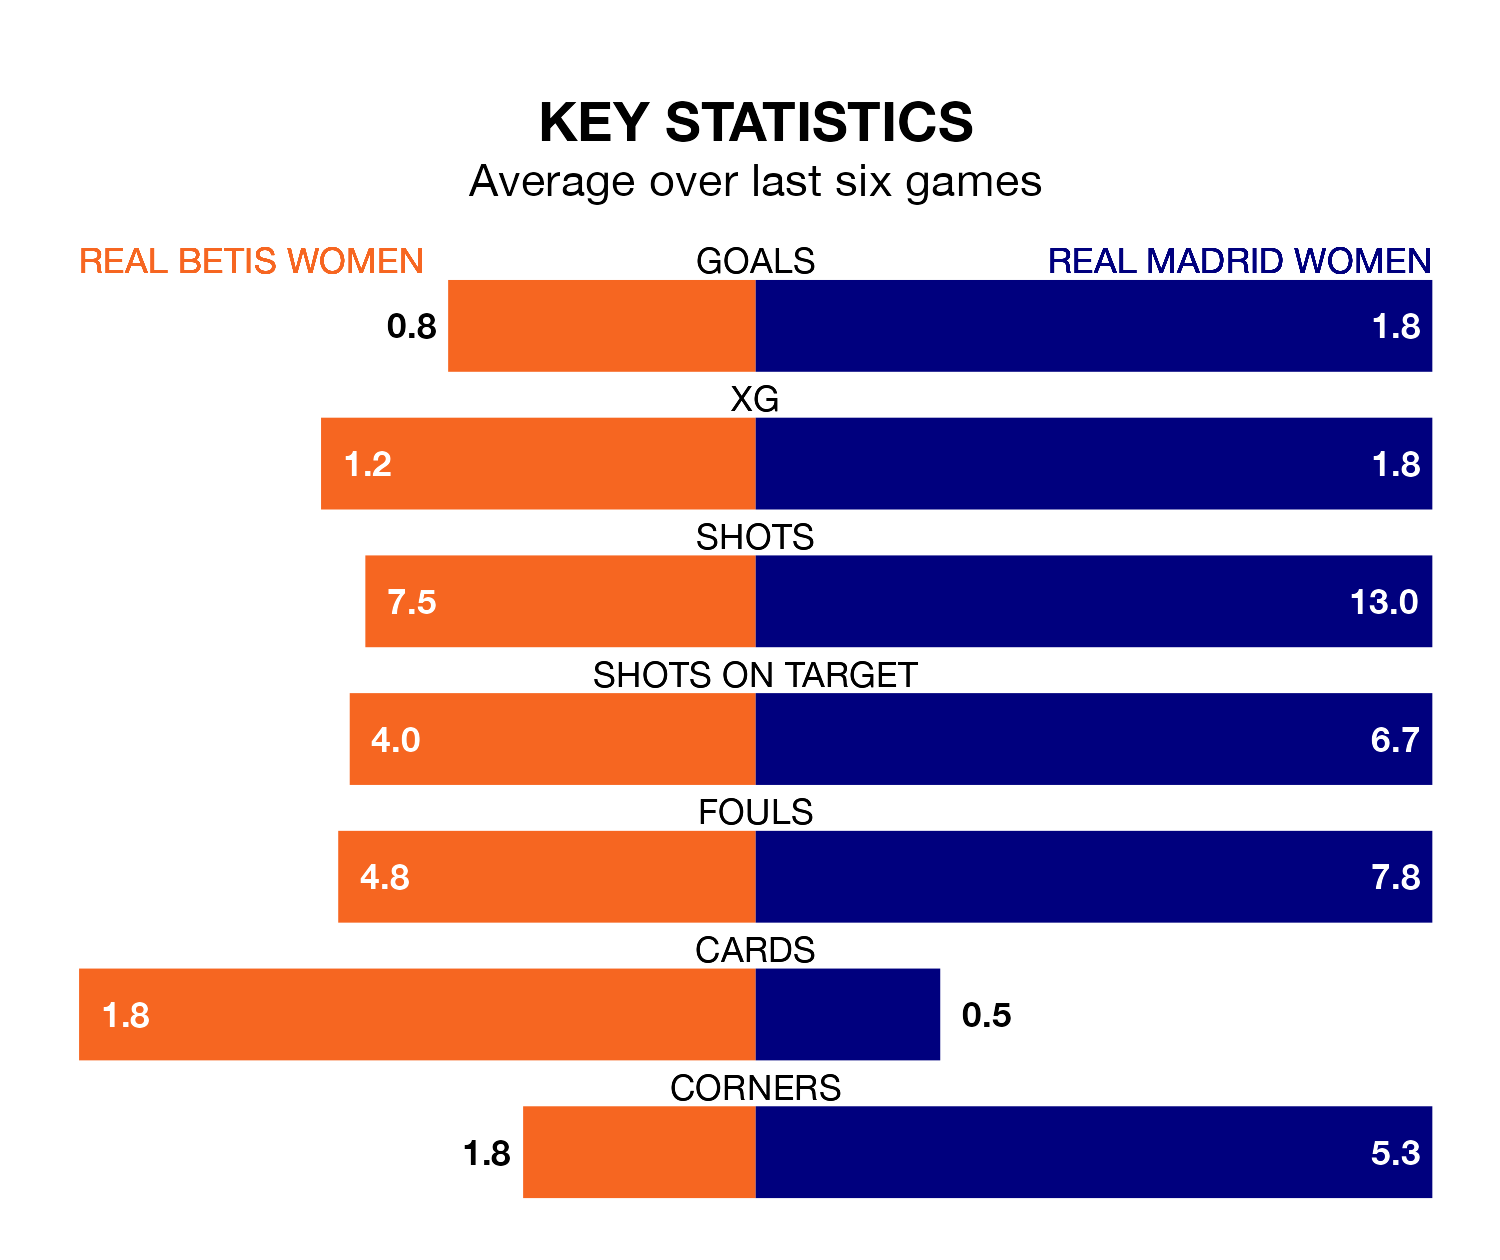 KEY STATISTICS
Average over last six games
REAL BETIS WOMEN GOALS REAL MADRID WOMEN
0.8 1.8
XG
1.2 1.8
SHOTS
7.5 13.0
SHOTS ON TARGET
4.0 6.7
FOULS
4.8 7.8
CARDS
1.8 0.5
CORNERS
1.8 5.3